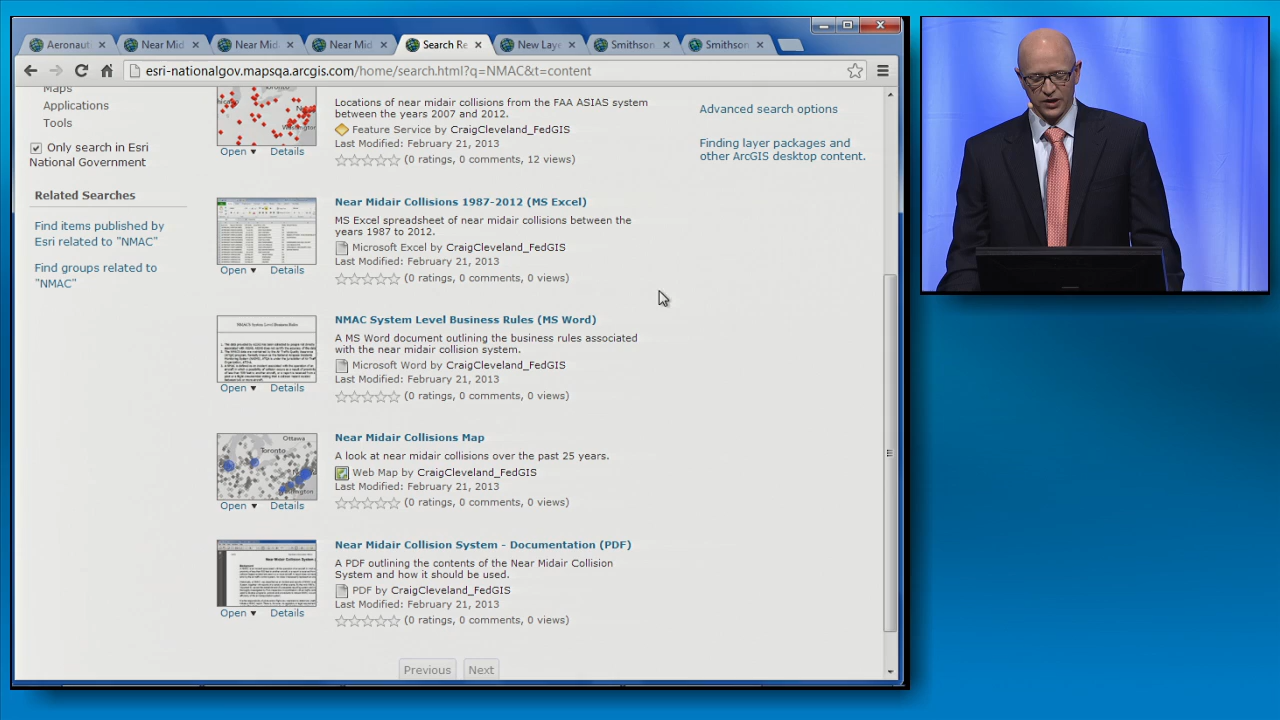 Aeronauti
Near Mid
Near Mid
Near Mid
Search Re
New Laye
Smithson
Smithson
esri-nationalgov.mapsqa.arcgis.com/home/search.html?q=NMAC&t=content
Maps
Applications
Tools
Only search in Esri
National Government
Related Searches
Find items published by
Esri related to "NMAC"
Find groups related to
"NMAC"
Locations of near midair collisions from the FAA ASIAS system
between the years 2007 and 2012.
Feature Service by CraigCleveland_FedGIS
Last Modified: February 21, 2013
(0 ratings, 0 comments, 12 views)
Open Details
Near Midair Collisions 1987-2012 (MS Excel)
MS Excel spreadsheet of near midair collisions between the
years 1987 to 2012.
Microsoft Excel by CraigCleveland_FedGIS
Last Modified: February 21, 2013
(0 ratings, 0 comments, 0 views)
Open Details
NMAC System Level Business Rules (MS Word)
A MS Word document outlining the business rules associated
with the near midair collision system.
Microsoft Word by CraigCleveland_FedGIS
Last Modified: February 21, 2013
(0 ratings, 0 comments, 0 views)
Open Details
Ottawa
Toronto
Near Midair Collisions Map
A look at near midair collisions over the past 25 years.
Web Map by CraigCleveland_FedGIS
Last Modified: February 21, 2013
(0 ratings, 0 comments, 0 views)
Open Details
Near Midair Collision System - Documentation (PDF)
A PDF outlining the contents of the Near Midair Collision
System and how it should be used.
PDF by CraigCleveland_FedGIS
Last Modified: February 21, 2013
(0 ratings, 0 comments, 0 views)
Open Details
Previous Next
Advanced search options
Finding layer packages and
other ArcGIS desktop content.